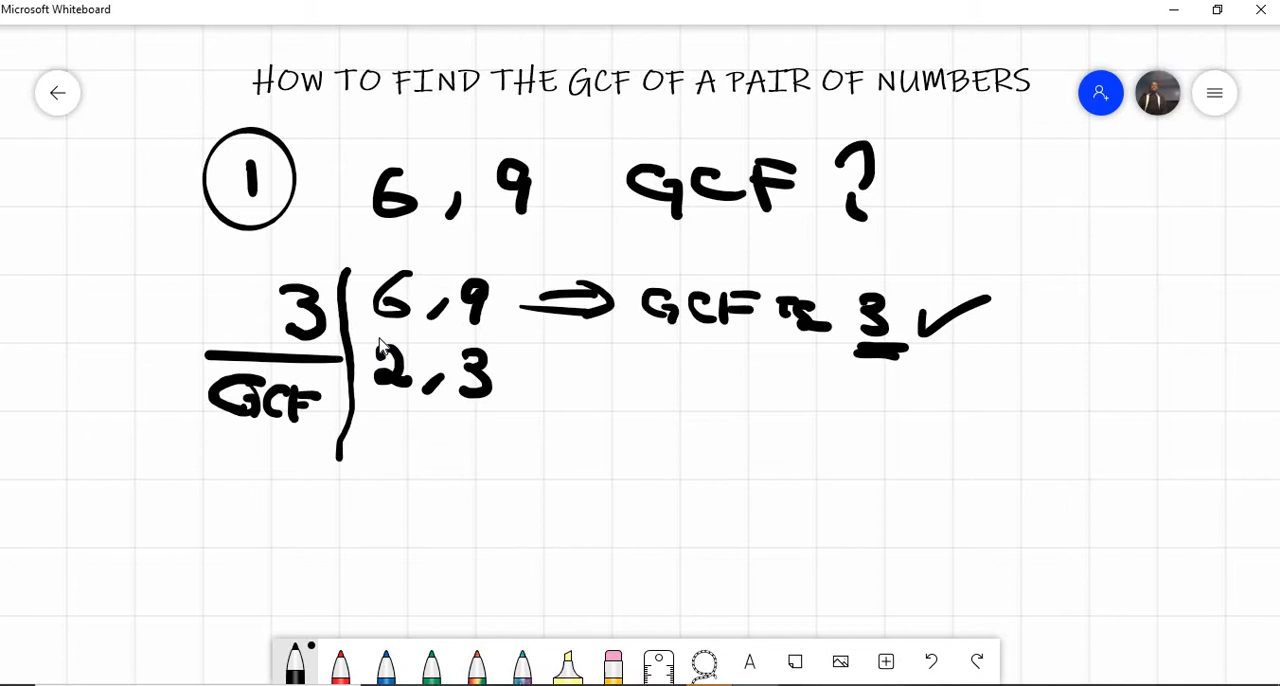 Microsoft Whiteboard
HOW TO FIND THE GCF OF A PAIR OF NUMBERS
1 6, 9 GCF ?
3 6, 9 ⇒ GCF is 3 ✓
2, 3
GCF
A